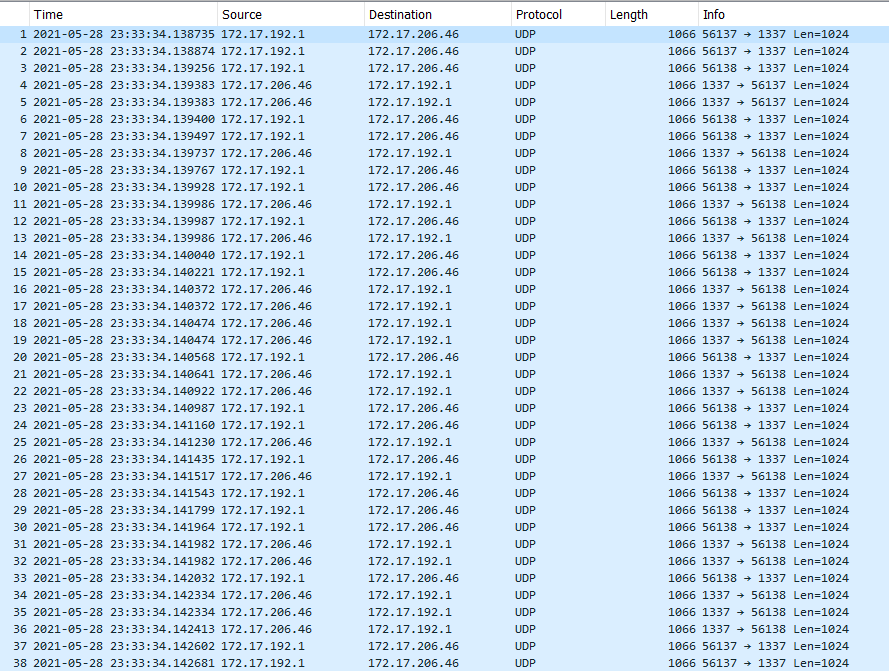 Time Source Destination Protocol Length Info
1 2021-05-28 23:33:34.138735 172.17.192.1 172.17.206.46 UDP 1066 56137 → 1337 Len=1024
2 2021-05-28 23:33:34.138874 172.17.192.1 172.17.206.46 UDP 1066 56137 → 1337 Len=1024
3 2021-05-28 23:33:34.139256 172.17.192.1 172.17.206.46 UDP 1066 56138 → 1337 Len=1024
4 2021-05-28 23:33:34.139383 172.17.206.46 172.17.192.1 UDP 1066 1337 → 56137 Len=1024
5 2021-05-28 23:33:34.139383 172.17.206.46 172.17.192.1 UDP 1066 1337 → 56137 Len=1024
6 2021-05-28 23:33:34.139400 172.17.192.1 172.17.206.46 UDP 1066 56138 → 1337 Len=1024
7 2021-05-28 23:33:34.139497 172.17.192.1 172.17.206.46 UDP 1066 56138 → 1337 Len=1024
8 2021-05-28 23:33:34.139737 172.17.206.46 172.17.192.1 UDP 1066 1337 → 56138 Len=1024
9 2021-05-28 23:33:34.139767 172.17.192.1 172.17.206.46 UDP 1066 56138 → 1337 Len=1024
10 2021-05-28 23:33:34.139928 172.17.192.1 172.17.206.46 UDP 1066 56138 → 1337 Len=1024
11 2021-05-28 23:33:34.139986 172.17.206.46 172.17.192.1 UDP 1066 1337 → 56138 Len=1024
12 2021-05-28 23:33:34.139987 172.17.192.1 172.17.206.46 UDP 1066 56138 → 1337 Len=1024
13 2021-05-28 23:33:34.139986 172.17.206.46 172.17.192.1 UDP 1066 1337 → 56138 Len=1024
14 2021-05-28 23:33:34.140040 172.17.192.1 172.17.206.46 UDP 1066 56138 → 1337 Len=1024
15 2021-05-28 23:33:34.140221 172.17.192.1 172.17.206.46 UDP 1066 56138 → 1337 Len=1024
16 2021-05-28 23:33:34.140372 172.17.206.46 172.17.192.1 UDP 1066 1337 → 56138 Len=1024
17 2021-05-28 23:33:34.140372 172.17.206.46 172.17.192.1 UDP 1066 1337 → 56138 Len=1024
18 2021-05-28 23:33:34.140474 172.17.206.46 172.17.192.1 UDP 1066 1337 → 56138 Len=1024
19 2021-05-28 23:33:34.140474 172.17.206.46 172.17.192.1 UDP 1066 1337 → 56138 Len=1024
20 2021-05-28 23:33:34.140568 172.17.192.1 172.17.206.46 UDP 1066 56138 → 1337 Len=1024
21 2021-05-28 23:33:34.140641 172.17.206.46 172.17.192.1 UDP 1066 1337 → 56138 Len=1024
22 2021-05-28 23:33:34.140922 172.17.206.46 172.17.192.1 UDP 1066 1337 → 56138 Len=1024
23 2021-05-28 23:33:34.140987 172.17.192.1 172.17.206.46 UDP 1066 56138 → 1337 Len=1024
24 2021-05-28 23:33:34.141160 172.17.192.1 172.17.206.46 UDP 1066 56138 → 1337 Len=1024
25 2021-05-28 23:33:34.141230 172.17.206.46 172.17.192.1 UDP 1066 1337 → 56138 Len=1024
26 2021-05-28 23:33:34.141435 172.17.192.1 172.17.206.46 UDP 1066 56138 → 1337 Len=1024
27 2021-05-28 23:33:34.141517 172.17.206.46 172.17.192.1 UDP 1066 1337 → 56138 Len=1024
28 2021-05-28 23:33:34.141543 172.17.192.1 172.17.206.46 UDP 1066 56138 → 1337 Len=1024
29 2021-05-28 23:33:34.141799 172.17.192.1 172.17.206.46 UDP 1066 56138 → 1337 Len=1024
30 2021-05-28 23:33:34.141964 172.17.192.1 172.17.206.46 UDP 1066 56138 → 1337 Len=1024
31 2021-05-28 23:33:34.141982 172.17.206.46 172.17.192.1 UDP 1066 1337 → 56138 Len=1024
32 2021-05-28 23:33:34.141982 172.17.206.46 172.17.192.1 UDP 1066 1337 → 56138 Len=1024
33 2021-05-28 23:33:34.142032 172.17.192.1 172.17.206.46 UDP 1066 56138 → 1337 Len=1024
34 2021-05-28 23:33:34.142334 172.17.206.46 172.17.192.1 UDP 1066 1337 → 56138 Len=1024
35 2021-05-28 23:33:34.142334 172.17.206.46 172.17.192.1 UDP 1066 1337 → 56138 Len=1024
36 2021-05-28 23:33:34.142413 172.17.206.46 172.17.192.1 UDP 1066 1337 → 56138 Len=1024
37 2021-05-28 23:33:34.142602 172.17.192.1 172.17.206.46 UDP 1066 56137 → 1337 Len=1024
38 2021-05-28 23:33:34.142681 172.17.192.1 172.17.206.46 UDP 1066 56137 → 1337 Len=1024